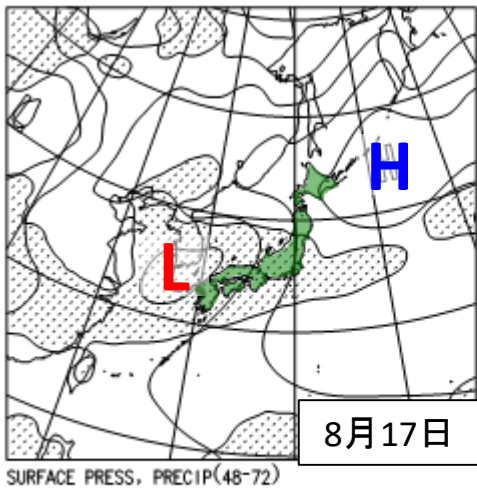 H
L
8月17日
SURFACE PRESS, PRECIP(48-72)